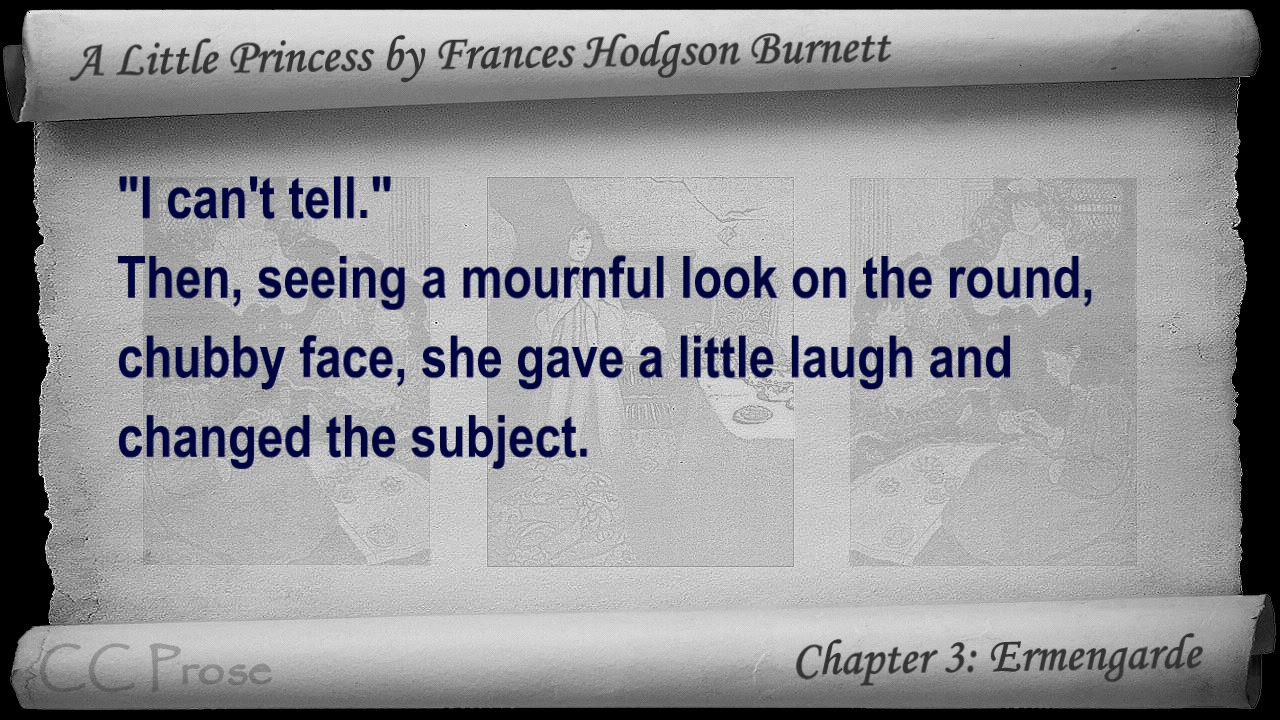 A Little Princess by Frances Hodgson Burnett
"I can't tell."
Then, seeing a mournful look on the round,
chubby face, she gave a little laugh and
changed the subject.
CC Prose
Chapter 3: Ermengarde